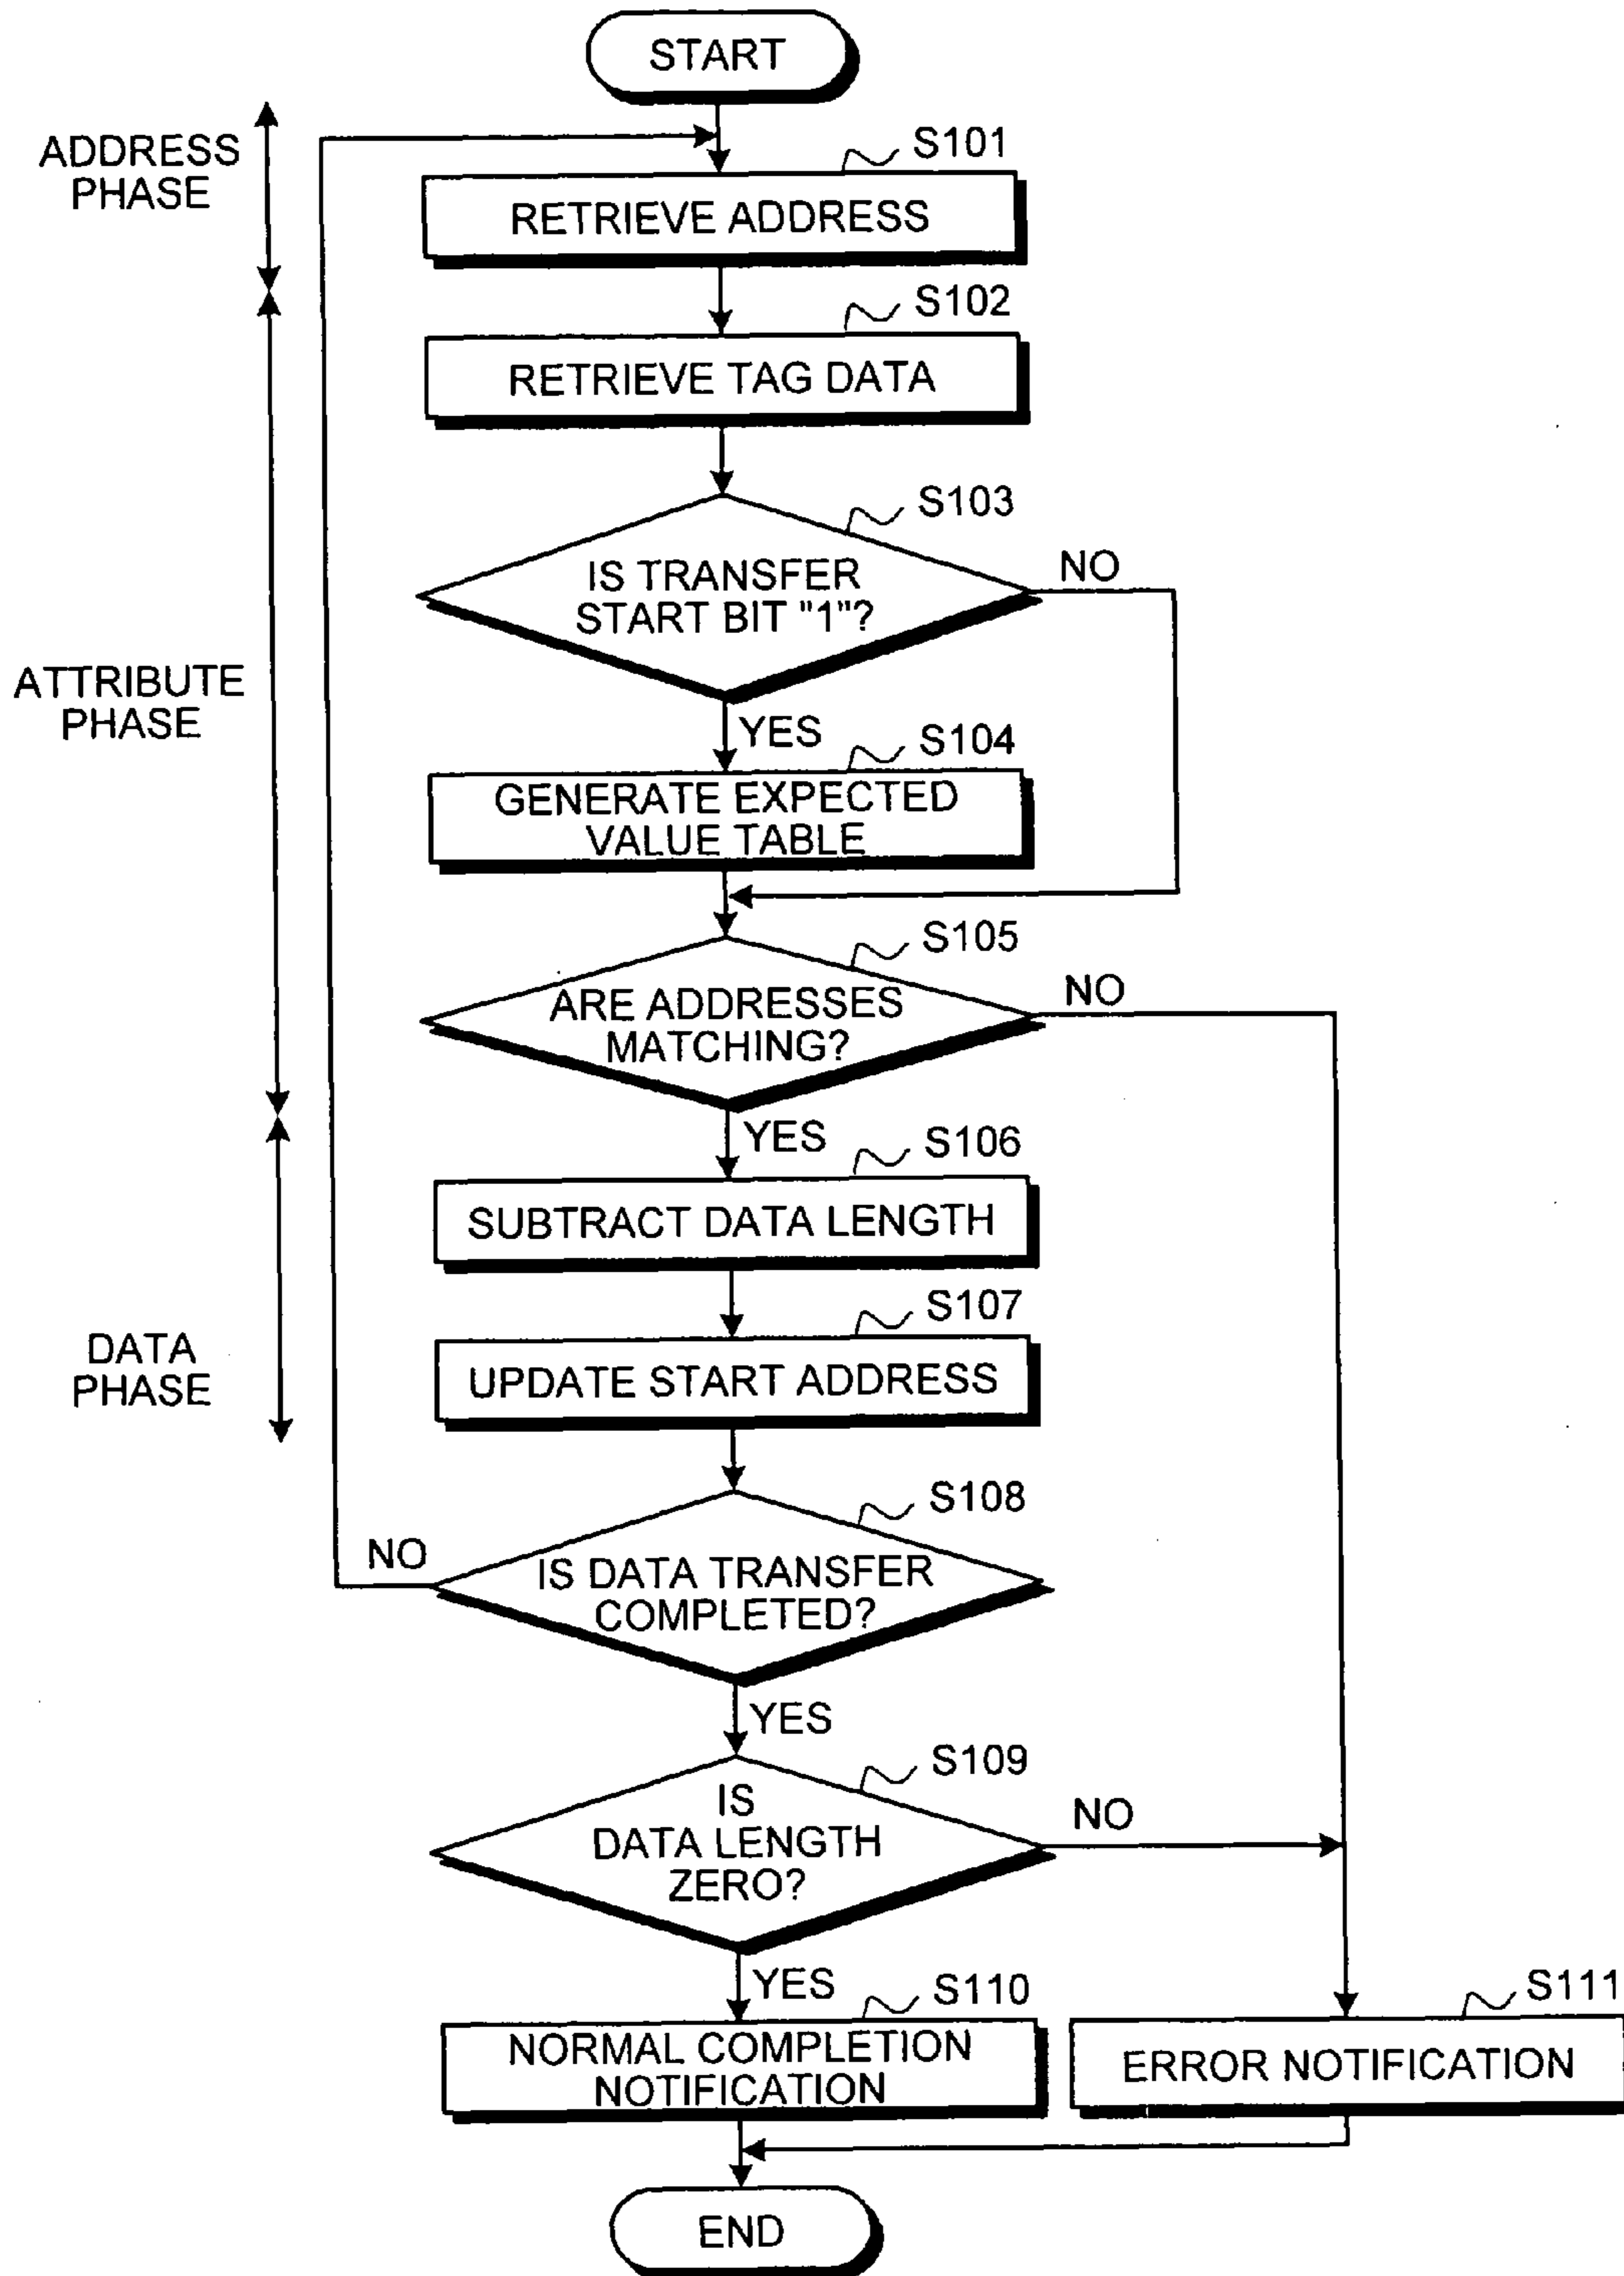 START
ADDRESS
PHASE
S101
RETRIEVE ADDRESS
S102
RETRIEVE TAG DATA
S103
IS TRANSFER
START BIT "1"?
NO
ATTRIBUTE
PHASE
YES
S104
GENERATE EXPECTED
VALUE TABLE
S105
ARE ADDRESSES
MATCHING?
NO
YES
S106
SUBTRACT DATA LENGTH
S107
DATA
PHASE
UPDATE START ADDRESS
S108
NO
IS DATA TRANSFER
COMPLETED?
YES
S109
IS
DATA LENGTH
ZERO?
NO
YES
S110
NORMAL COMPLETION
NOTIFICATION
S111
ERROR NOTIFICATION
END